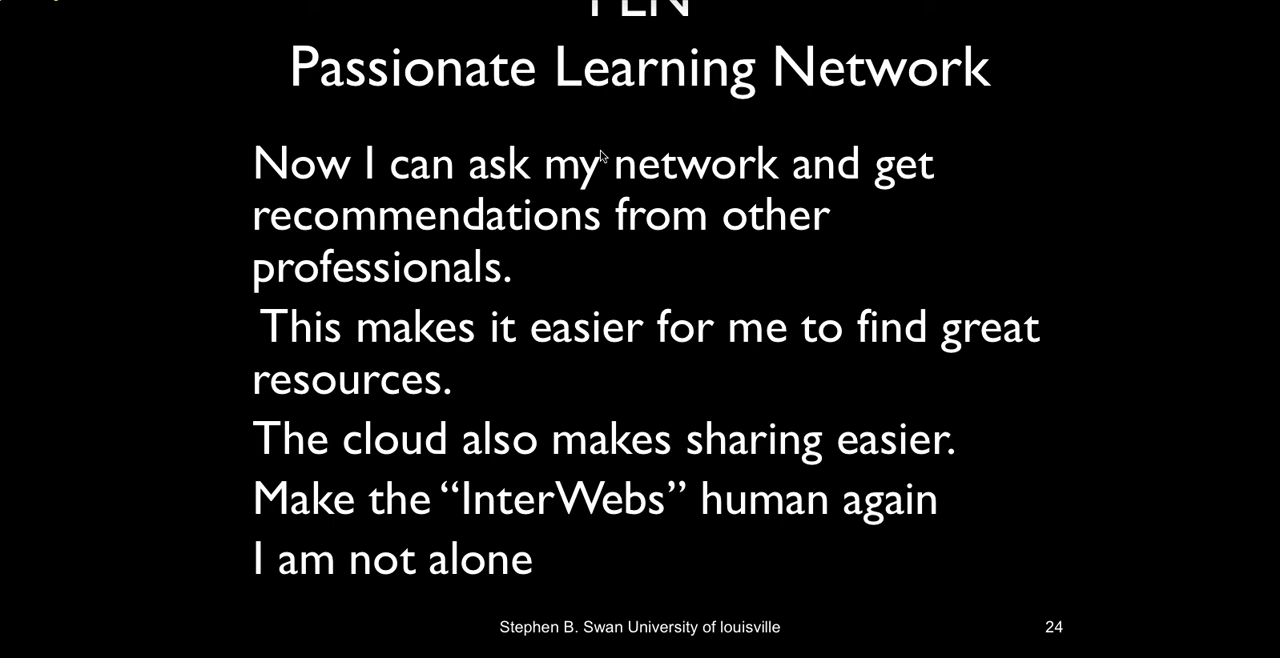 PLN
Passionate Learning Network
Now I can ask my network and get
recommendations from other
professionals.
This makes it easier for me to find great
resources.
The cloud also makes sharing easier.
Make the “InterWebs” human again
I am not alone
Stephen B. Swan University of louisville
24